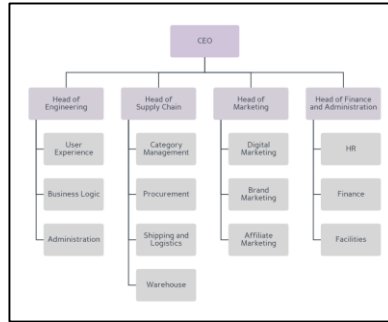 CEO
Head of
Engineering
Head of
Supply Chain
Head of
Marketing
Head of Finance
and Administration
User
Experience
Category
Management
Digital
Marketing
HR
Business Logic
Procurement
Brand
Marketing
Finance
Administration
Shipping and
Logistics
Affiliate
Marketing
Facilities
Warehouse